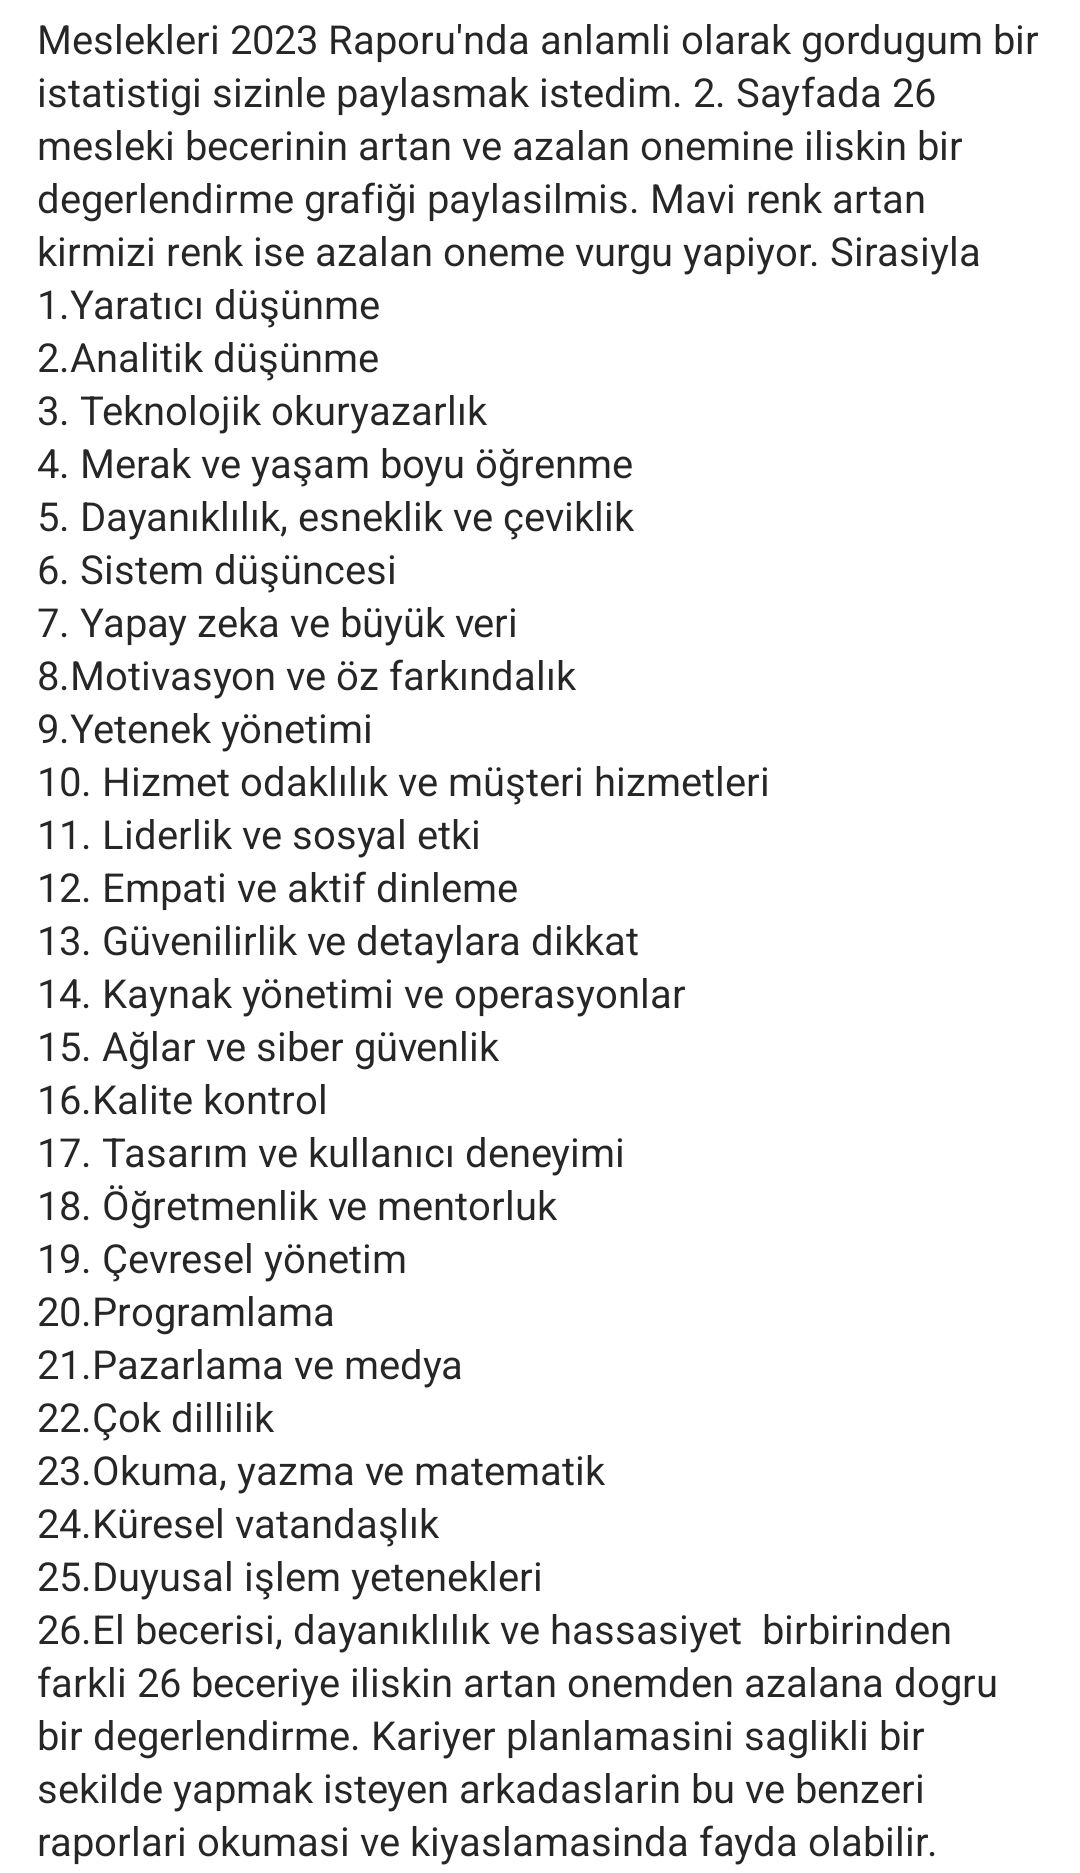 Meslekleri 2023 Raporu'nda anlamli olarak gordugum bir
istatistigi sizinle paylasmak istedim. 2. Sayfada 26
mesleki becerinin artan ve azalan onemine iliskin bir
degerlendirme grafiği paylasilmis. Mavi renk artan
kirmizi renk ise azalan oneme vurgu yapiyor. Sirasiyla
1.Yaratıcı düşünme
2.Analitik düşünme
3. Teknolojik okuryazarlık
4. Merak ve yaşam boyu öğrenme
5. Dayanıklılık, esneklik ve çeviklik
6. Sistem düşüncesi
7. Yapay zeka ve büyük veri
8.Motivasyon ve öz farkındalık
9.Yetenek yönetimi
10. Hizmet odaklılık ve müşteri hizmetleri
11. Liderlik ve sosyal etki
12. Empati ve aktif dinleme
13. Güvenilirlik ve detaylara dikkat
14. Kaynak yönetimi ve operasyonlar
15. Ağlar ve siber güvenlik
16.Kalite kontrol
17. Tasarım ve kullanıcı deneyimi
18. Öğretmenlik ve mentorluk
19. Çevresel yönetim
20.Programlama
21.Pazarlama ve medya
22.Çok dillilik
23.Okuma, yazma ve matematik
24.Küresel vatandaşlık
25.Duyusal işlem yetenekleri
26.El becerisi, dayanıklılık ve hassasiyet  birbirinden
farkli 26 beceriye iliskin artan onemden azalana dogru
bir degerlendirme. Kariyer planlamasini saglikli bir
sekilde yapmak isteyen arkadaslarin bu ve benzeri
raporlari okumasi ve kiyaslamasinda fayda olabilir.